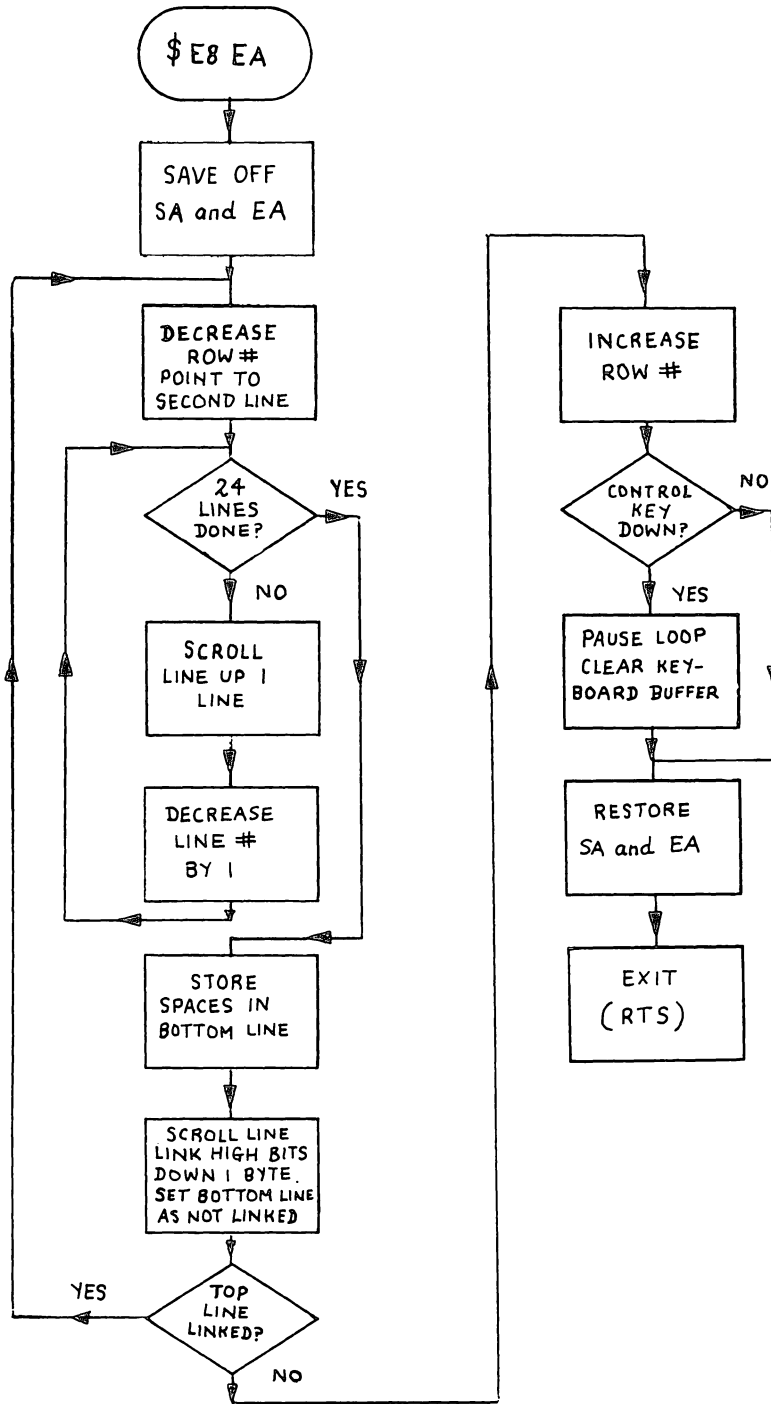 $E8 EA
SAVE OFF
SA and EA
DECREASE
ROW #
POINT TO
SECOND LINE
24
LINES
DONE?
YES
NO
SCROLL
LINE UP 1
LINE
DECREASE
LINE #
BY 1
STORE
SPACES IN
BOTTOM LINE
SCROLL LINE
LINK HIGH BITS
DOWN 1 BYTE.
SET BOTTOM LINE
AS NOT LINKED
YES
TOP
LINE
LINKED?
NO
INCREASE
ROW #
CONTROL
KEY
DOWN?
NO
YES
PAUSE LOOP
CLEAR KEY-
BOARD BUFFER
RESTORE
SA and EA
EXIT
(RTS)